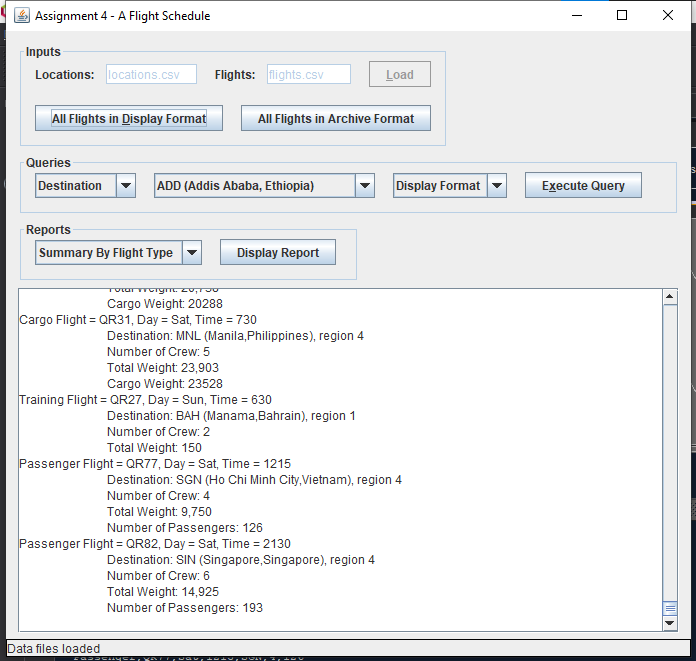 Assignment 4 - A Flight Schedule
Inputs
Locations: locations.csv Flights: flights.csv Load
All Flights in Display Format All Flights in Archive Format
Queries
Destination ADD (Addis Ababa, Ethiopia) Display Format Execute Query
Reports
Summary By Flight Type Display Report
Cargo Weight: 20288
Cargo Flight = QR31, Day = Sat, Time = 730
Destination: MNL (Manila,Philippines), region 4
Number of Crew: 5
Total Weight: 23,903
Cargo Weight: 23528
Training Flight = QR27, Day = Sun, Time = 630
Destination: BAH (Manama,Bahrain), region 1
Number of Crew: 2
Total Weight: 150
Passenger Flight = QR77, Day = Sat, Time = 1215
Destination: SGN (Ho Chi Minh City,Vietnam), region 4
Number of Crew: 4
Total Weight: 9,750
Number of Passengers: 126
Passenger Flight = QR82, Day = Sat, Time = 2130
Destination: SIN (Singapore,Singapore), region 4
Number of Crew: 6
Total Weight: 14,925
Number of Passengers: 193
Data files loaded